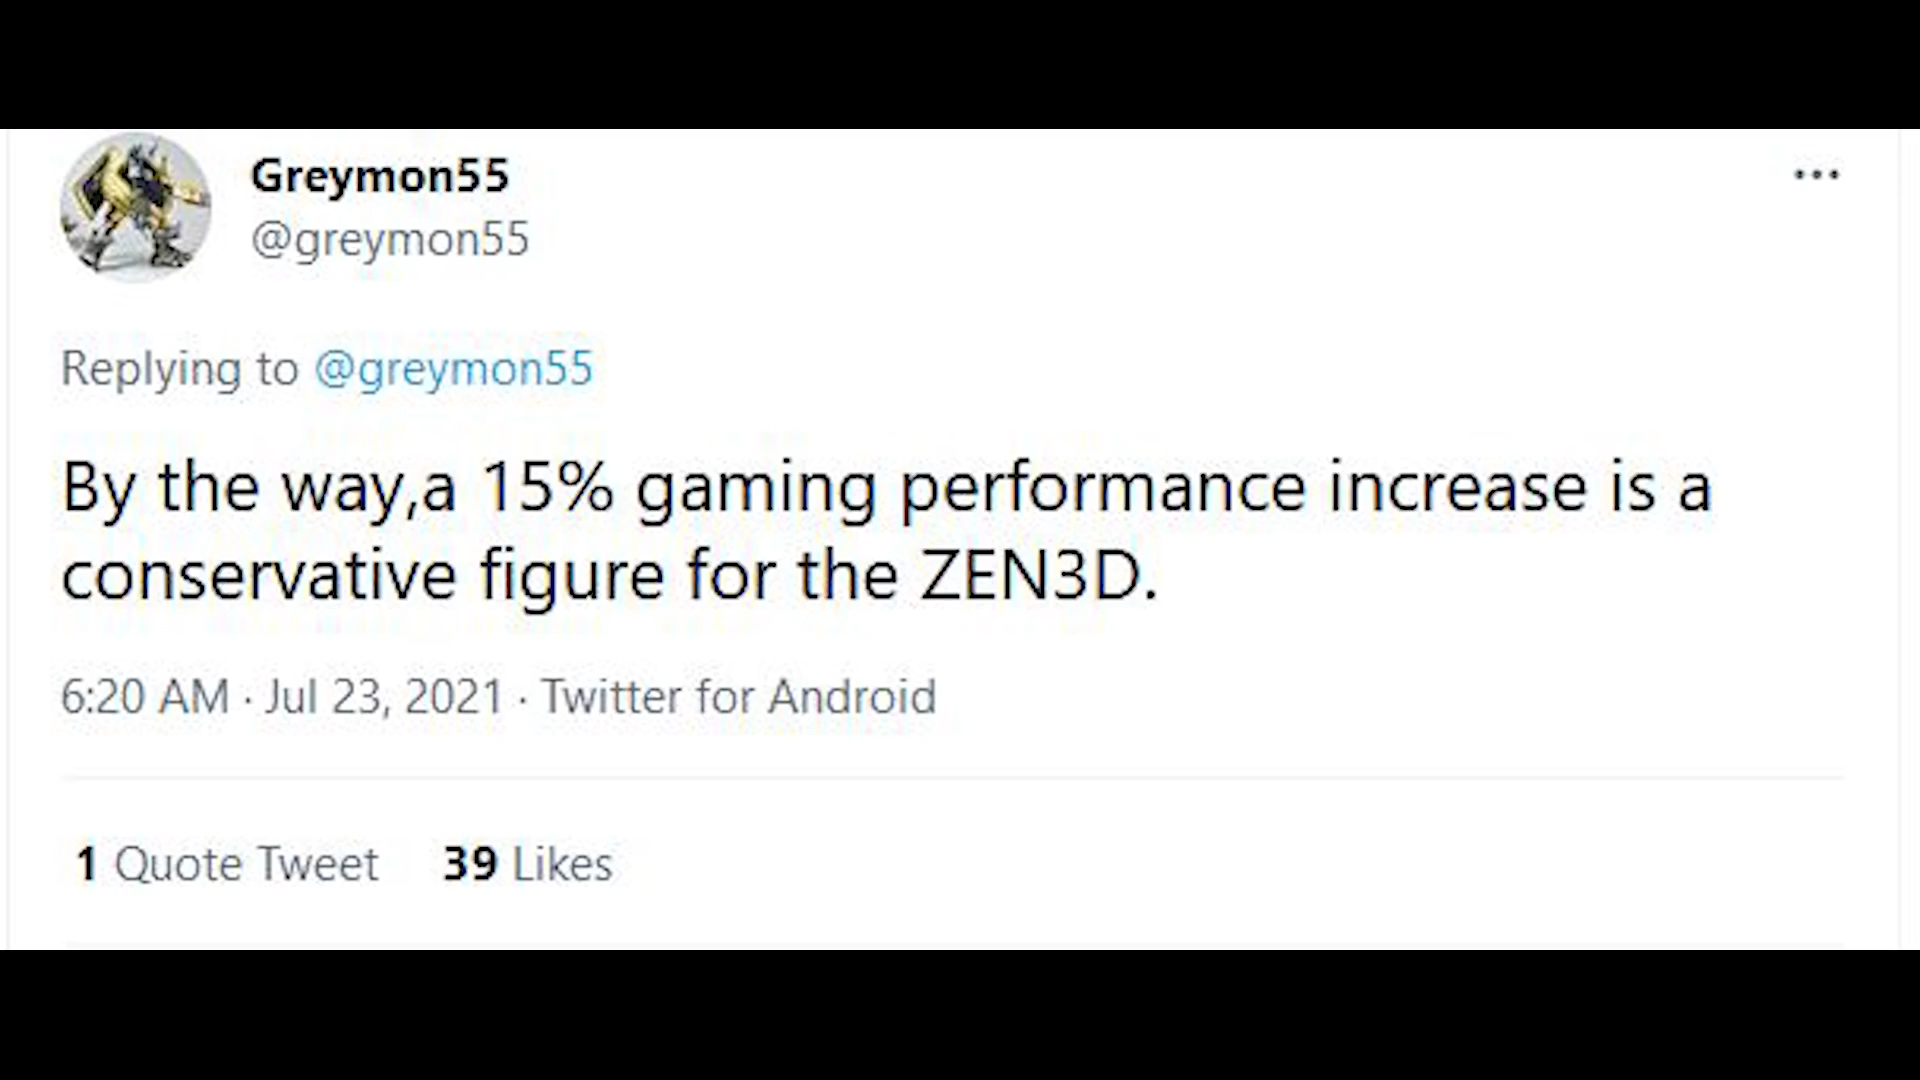 Greymon55
@greymon55
Replying to @greymon55
By the way,a 15% gaming performance increase is a
conservative figure for the ZEN3D.
6:20 AM · Jul 23, 2021 · Twitter for Android
1 Quote Tweet 39 Likes